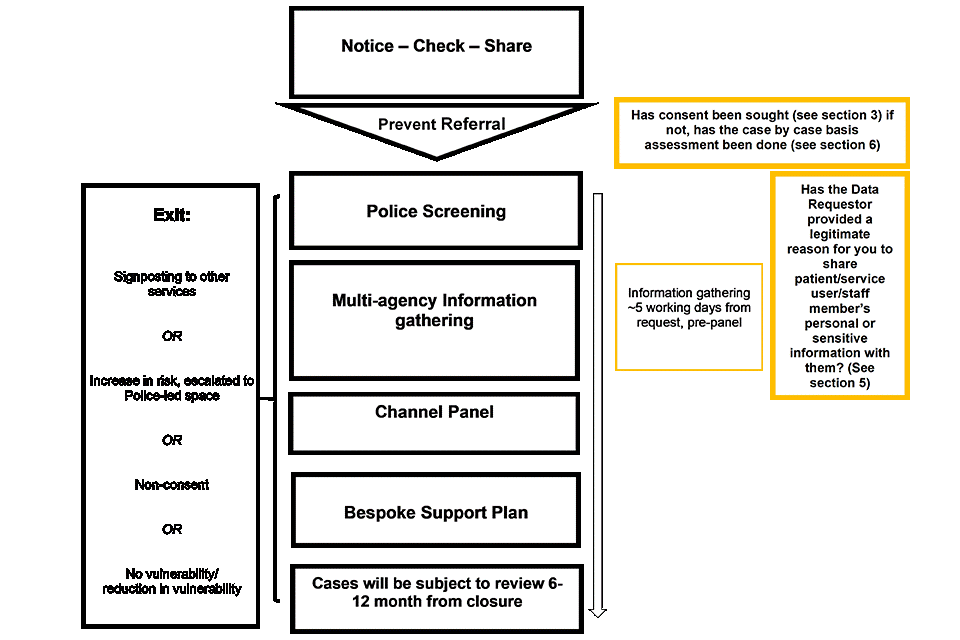 Notice – Check – Share
Prevent Referral
Has consent been sought (see section 3) if
not, has the case by case basis
assessment been done (see section 6)
Exit:
Signposting to other
services
OR
Increase in risk, escalated to
Police-led space
OR
Non-consent
OR
No vulnerability/
reduction in vulnerability
Police Screening
Multi-agency Information
gathering
Channel Panel
Bespoke Support Plan
Cases will be subject to review 6-
12 month from closure
Information gathering
~5 working days from
request, pre-panel
Has the Data
Requestor
provided a
legitimate
reason for you to
share
patient/service
user/staff
member’s
personal or
sensitive
information with
them? (See
section 5)